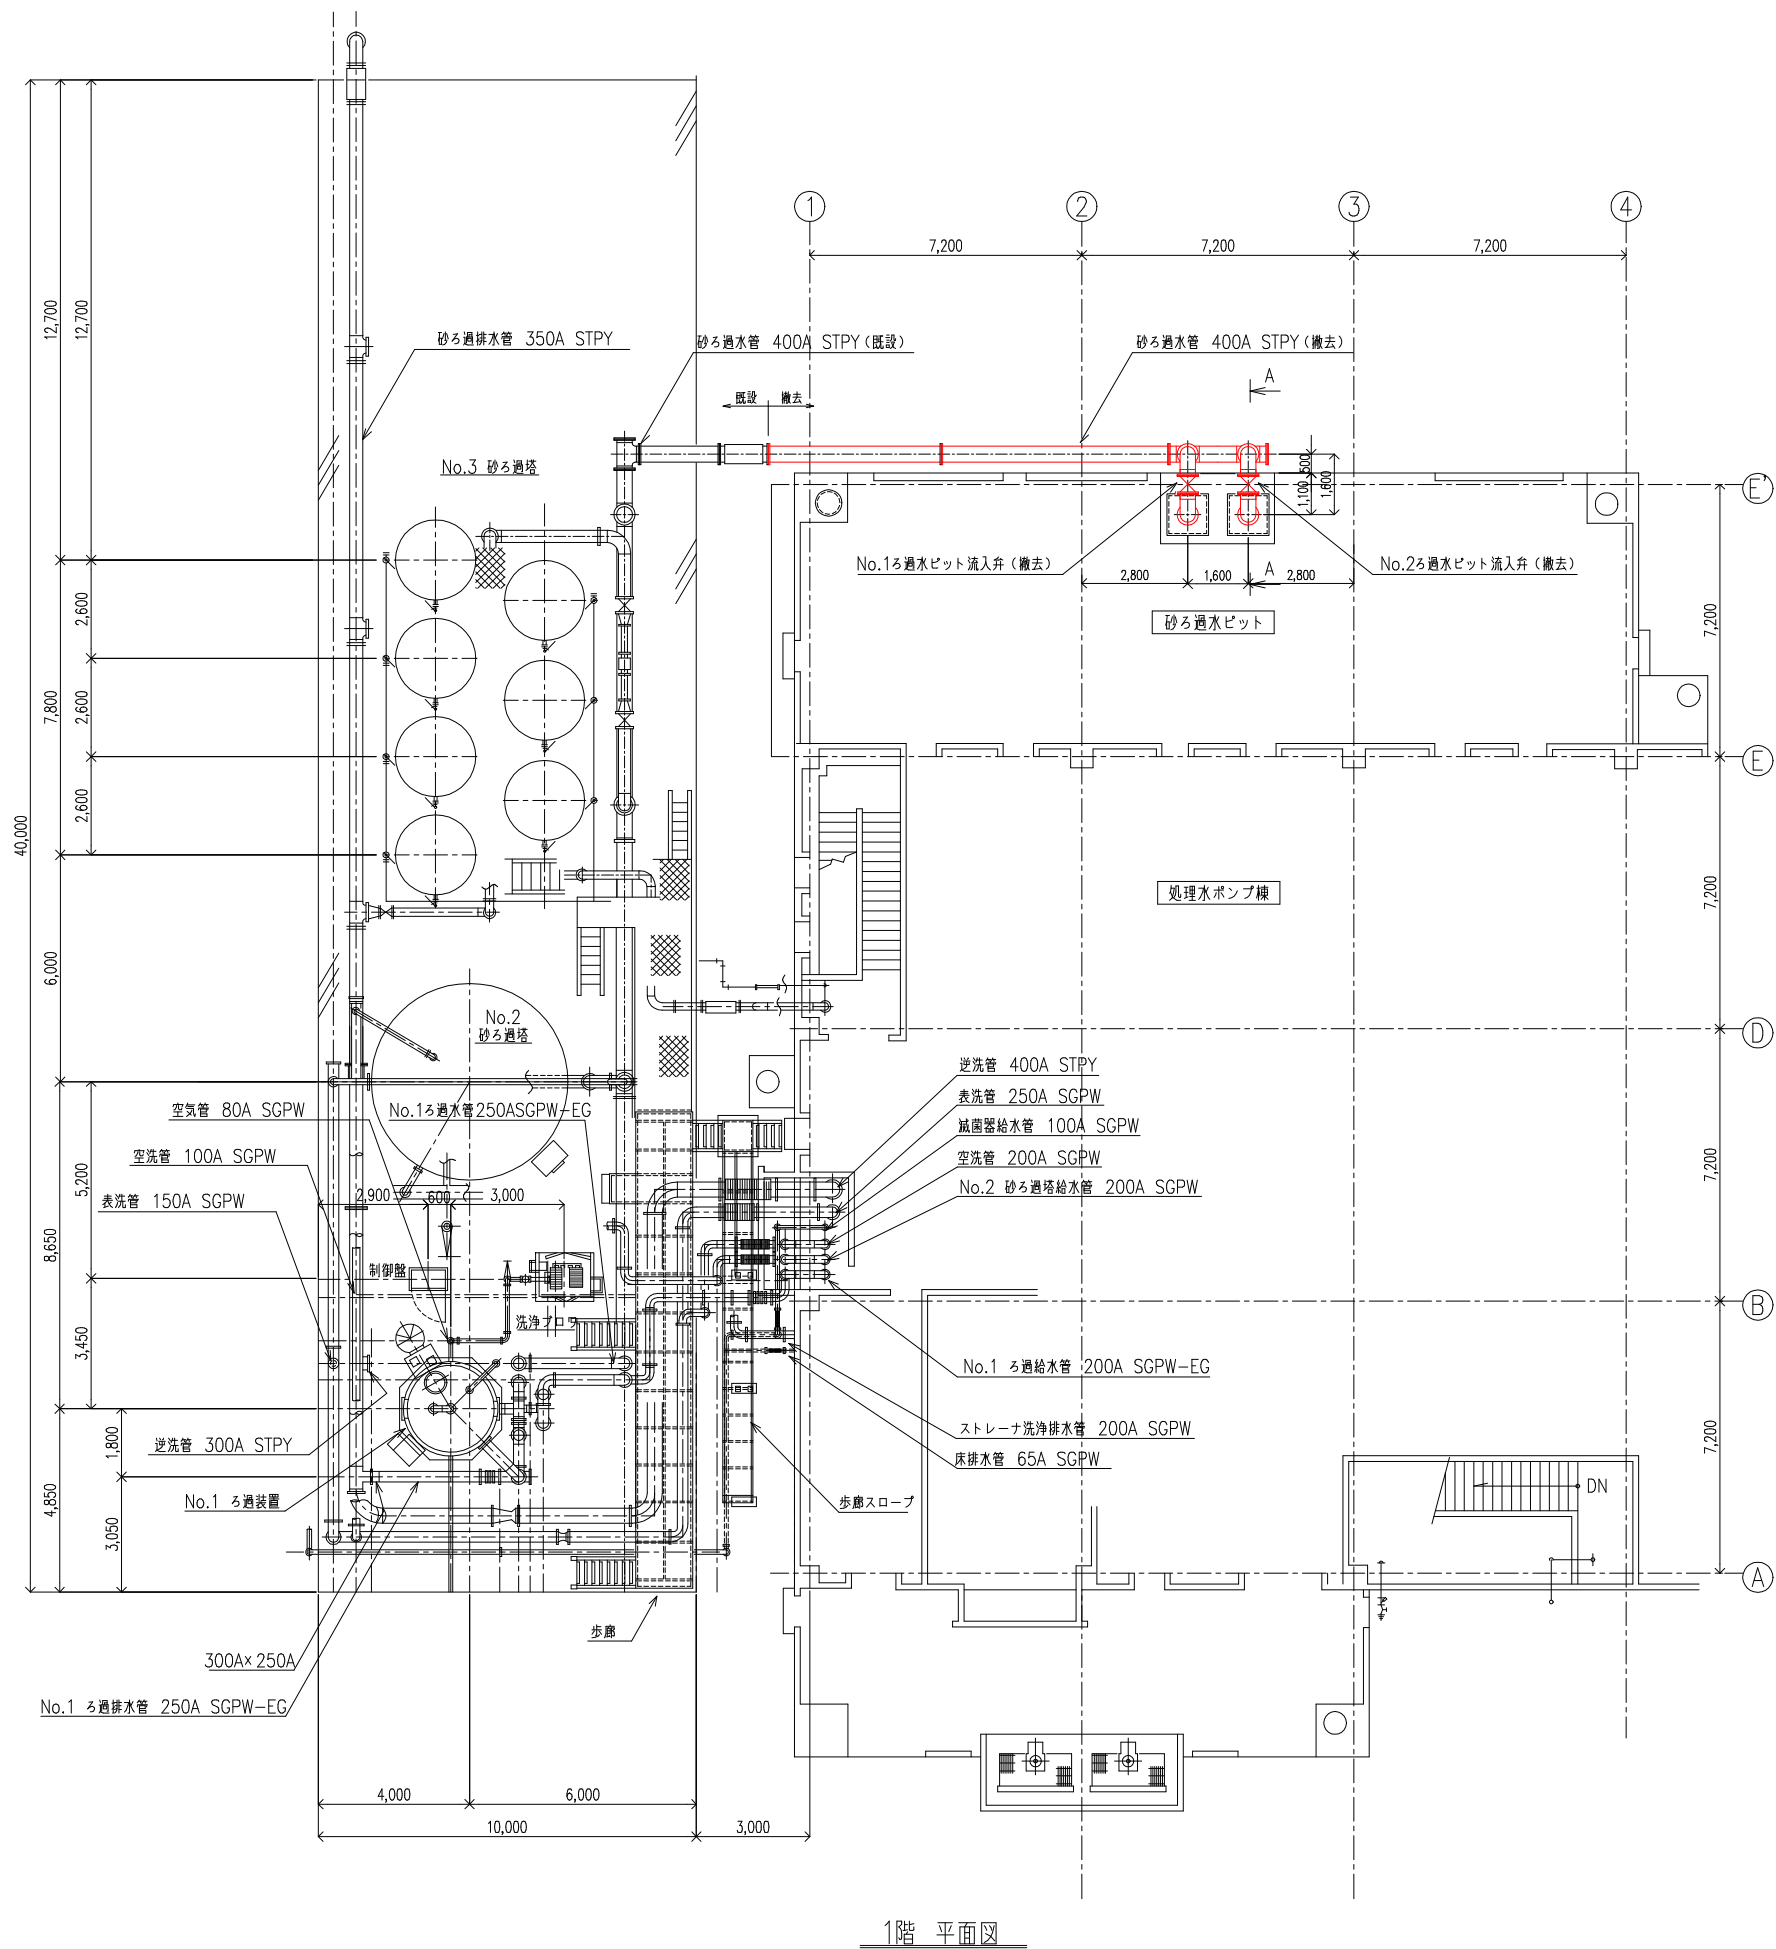 1
2
3
4
7,200
7,200
7,200
12,700
12,700
砂ろ過排水管 350A STPY
砂ろ過水管 400A STPY(既設)
砂ろ過水管 400A STPY(撤去)
A
既設
撤去
No.3 砂ろ過塔
500
1,100
1,600
E'
No.1ろ過水ピット流入弁(撤去)
No.2ろ過水ピット流入弁(撤去)
A
2,800
1,600
2,800
砂ろ過水ピット
2,600
7,200
7,800
2,600
E
2,600
40,000
処理水ポンプ棟
7,200
6,000
No.2
砂ろ過塔
D
逆洗管 400A STPY
表洗管 250A SGPW
空気管 80A SGPW
No.1ろ過水管250ASGPW-EG
滅菌器給水管 100A SGPW
空洗管 100A SGPW
空洗管 200A SGPW
5,200
7,200
No.2 砂ろ過塔給水管 200A SGPW
表洗管 150A SGPW
2,900
600
3,000
8,650
制御盤
B
洗浄ブロワ
3,450
No.1 ろ過給水管 200A SGPW-EG
ストレーナ洗浄排水管 200A SGPW
逆洗管 300A STPY
1,800
7,200
床排水管 65A SGPW
DN
No.1 ろ過装置
歩廊スロープ
4,850
3,050
A
歩廊
300A×250A
No.1 ろ過排水管 250A SGPW-EG
4,000
6,000
10,000
3,000
1階 平面図